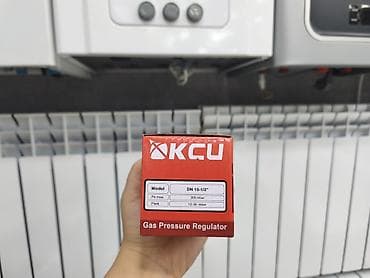 KCU
Model DN 15-1/2"
Gas Pressure Regulator